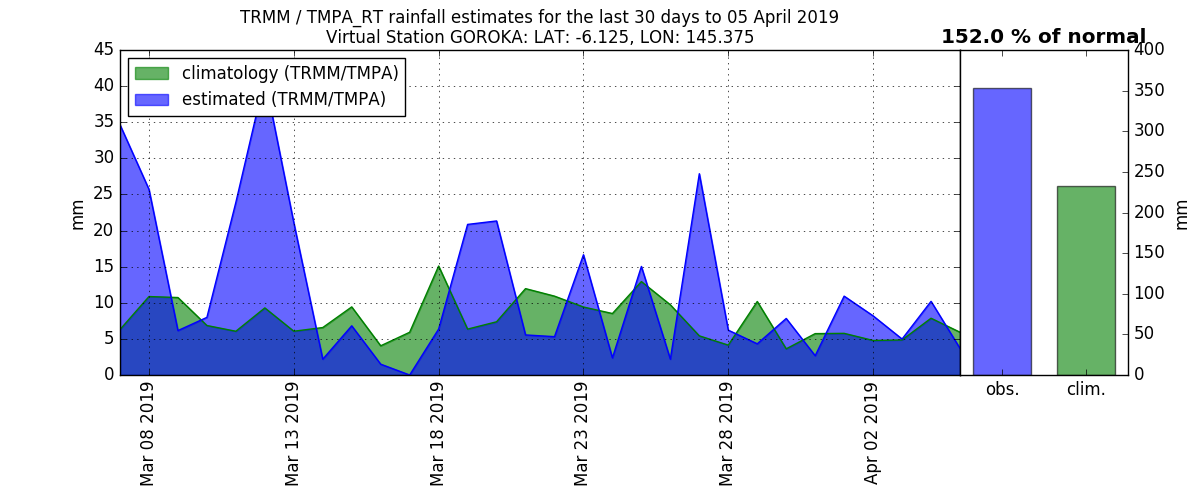 TRMM / TMPA_RT rainfall estimates for the last 30 days to 05 April 2019
Virtual Station GOROKA: LAT: -6.125, LON: 145.375
152.0 % of normal
climatology (TRMM/TMPA)
estimated (TRMM/TMPA)
mm
45
40
35
30
25
20
15
10
5
0
Mar 08 2019
Mar 13 2019
Mar 18 2019
Mar 23 2019
Mar 28 2019
Apr 02 2019
obs.
clim.
400
350
300
250
200
150
100
50
0
mm